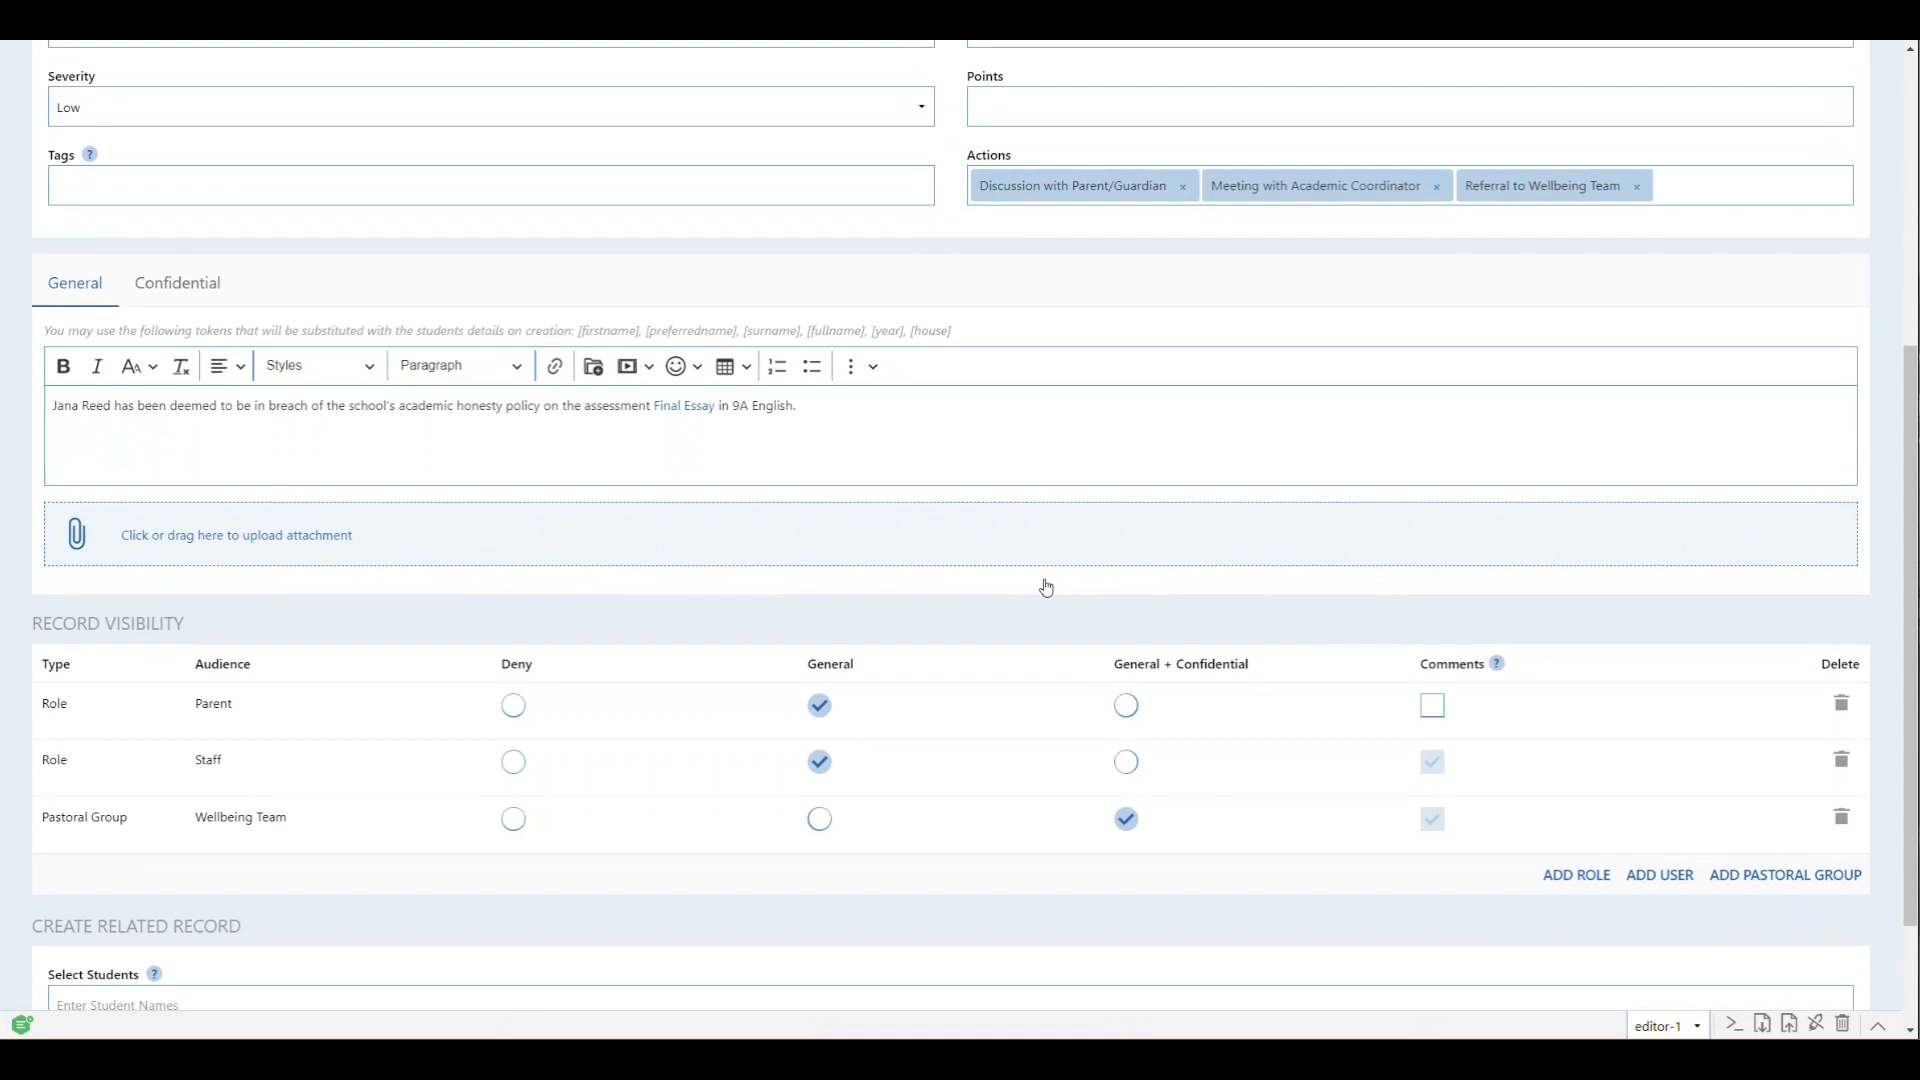 Severity Points
Low
Tags ? Actions
Discussion with Parent/Guardian × Meeting with Academic Coordinator × Referral to Wellbeing Team ×
General Confidential
You may use the following tokens that will be substituted with the students details on creation: [firstname], [preferredname], [surname], [fullname], [year], [house]
B I AA Tx Styles Paragraph
Jana Reed has been deemed to be in breach of the school's academic honesty policy on the assessment Final Essay in 9A English.
Click or drag here to upload attachment
RECORD VISIBILITY
Type Audience Deny General General + Confidential Comments ? Delete
Role Parent
Role Staff
Pastoral Group Wellbeing Team
ADD ROLE ADD USER ADD PASTORAL GROUP
CREATE RELATED RECORD
Select Students ?
Enter Student Names
editor-1